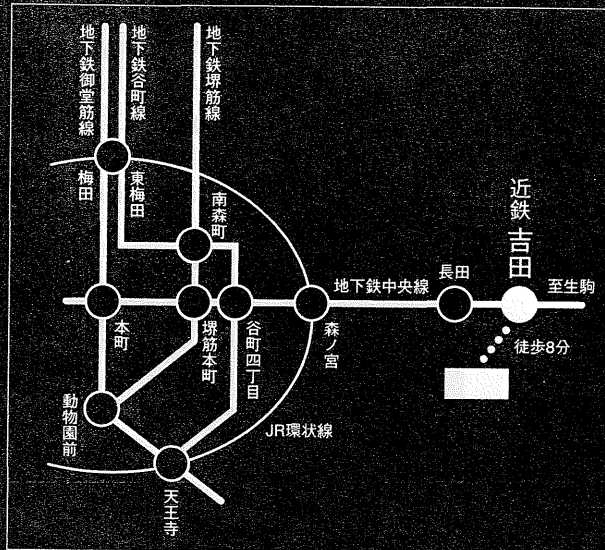 地下鉄御堂筋線
地下鉄谷町線
地下鉄堺筋線
梅田
東梅田
南森町
近鉄 吉田
長田
地下鉄中央線
至生駒
本町
堺筋本町
谷町四丁目
森ノ宮
徒歩8分
動物園前
JR環状線
天王寺